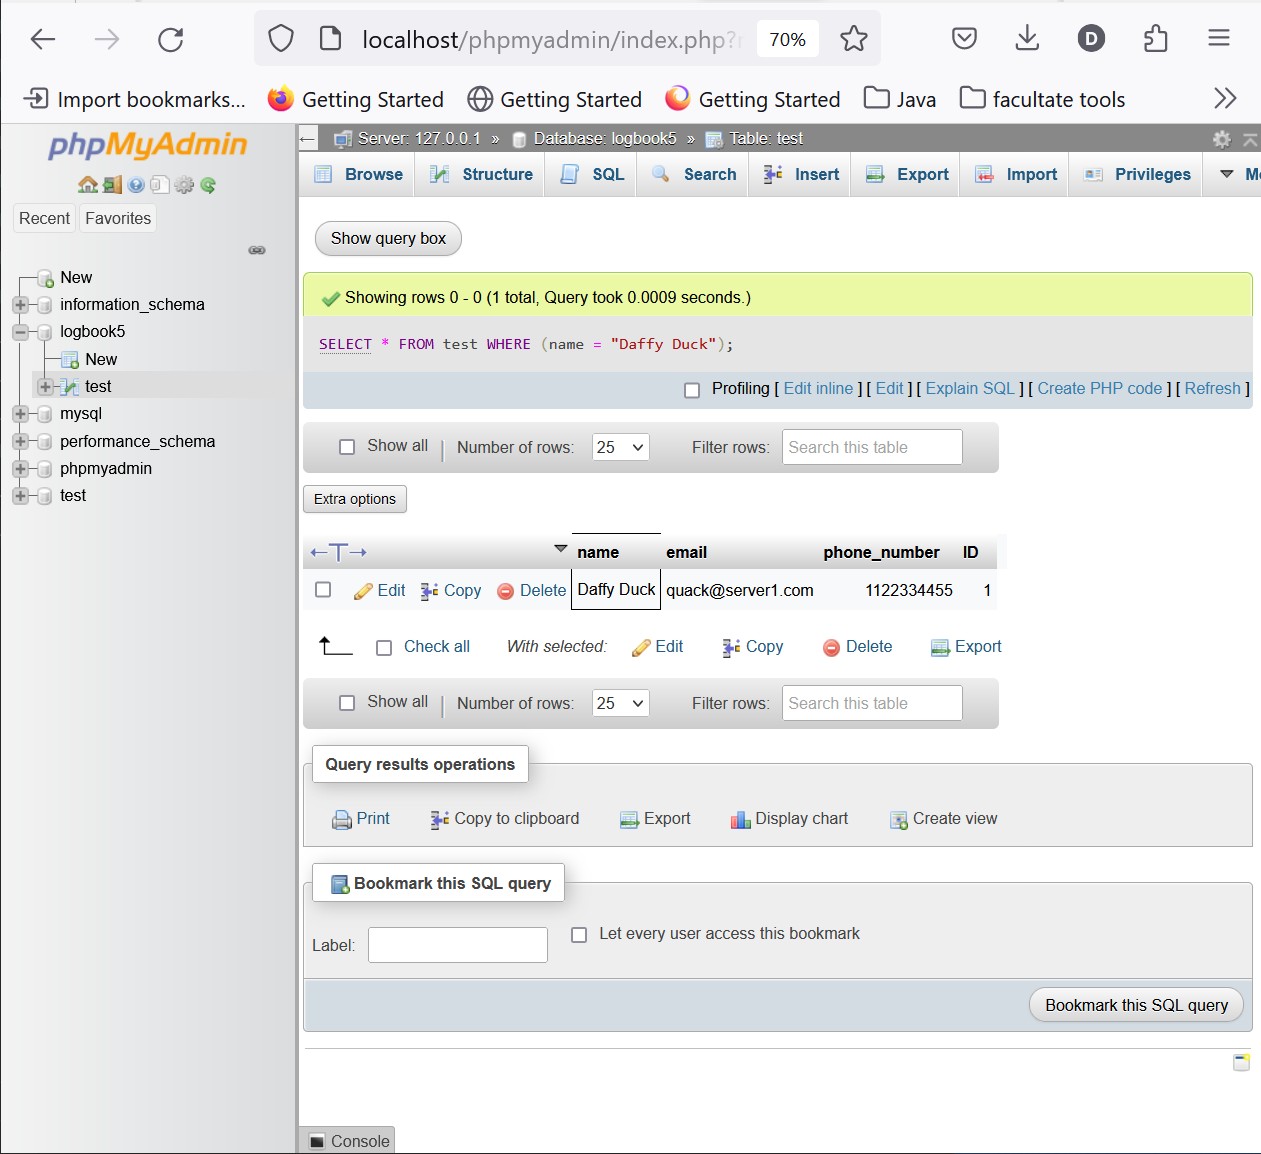 localhost/phpmyadmin/index.php? 70% D
Import bookmarks... Getting Started Getting Started Getting Started Java facultate tools
phpMyAdmin
Recent Favorites
New
information_schema
logbook5
New
test
mysql
performance_schema
phpmyadmin
test
Server: 127.0.0.1 » Database: logbook5 » Table: test
Browse Structure SQL Search Insert Export Import Privileges
Show query box
Showing rows 0 - 0 (1 total, Query took 0.0009 seconds.)
SELECT * FROM test WHERE (name = "Daffy Duck");
Profiling [ Edit inline ] [ Edit ] [ Explain SQL ] [ Create PHP code ] [ Refresh ]
Show all Number of rows: 25 Filter rows: Search this table
Extra options
←T→ name email phone_number ID
Edit Copy Delete Daffy Duck quack@server1.com 1122334455 1
Check all With selected: Edit Copy Delete Export
Show all Number of rows: 25 Filter rows: Search this table
Query results operations
Print Copy to clipboard Export Display chart Create view
Bookmark this SQL query
Label: Let every user access this bookmark
Bookmark this SQL query
Console